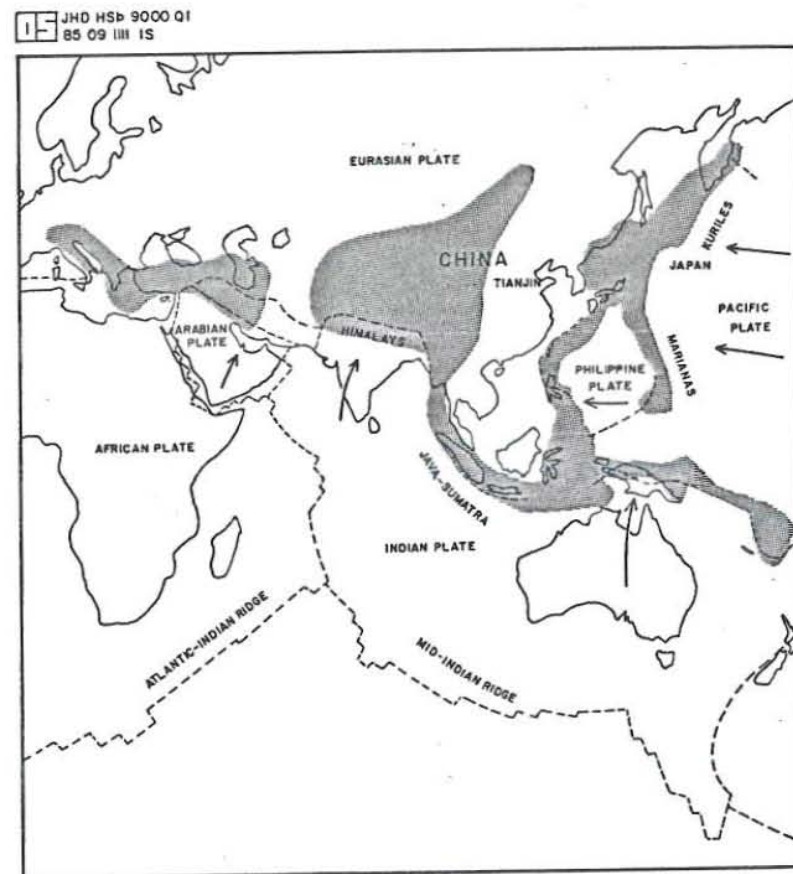 JHD HSb 9000 QI
85 09 IIII IS
EURASIAN PLATE
CHINA
TIANJIN
KURILES
JAPAN
PACIFIC
PLATE
HIMALAYS
ARABIAN
PLATE
PHILIPPINE
PLATE
MARIANAS
AFRICAN PLATE
JAVA-SUMATRA
INDIAN PLATE
ATLANTIC-INDIAN RIDGE
MID-INDIAN RIDGE